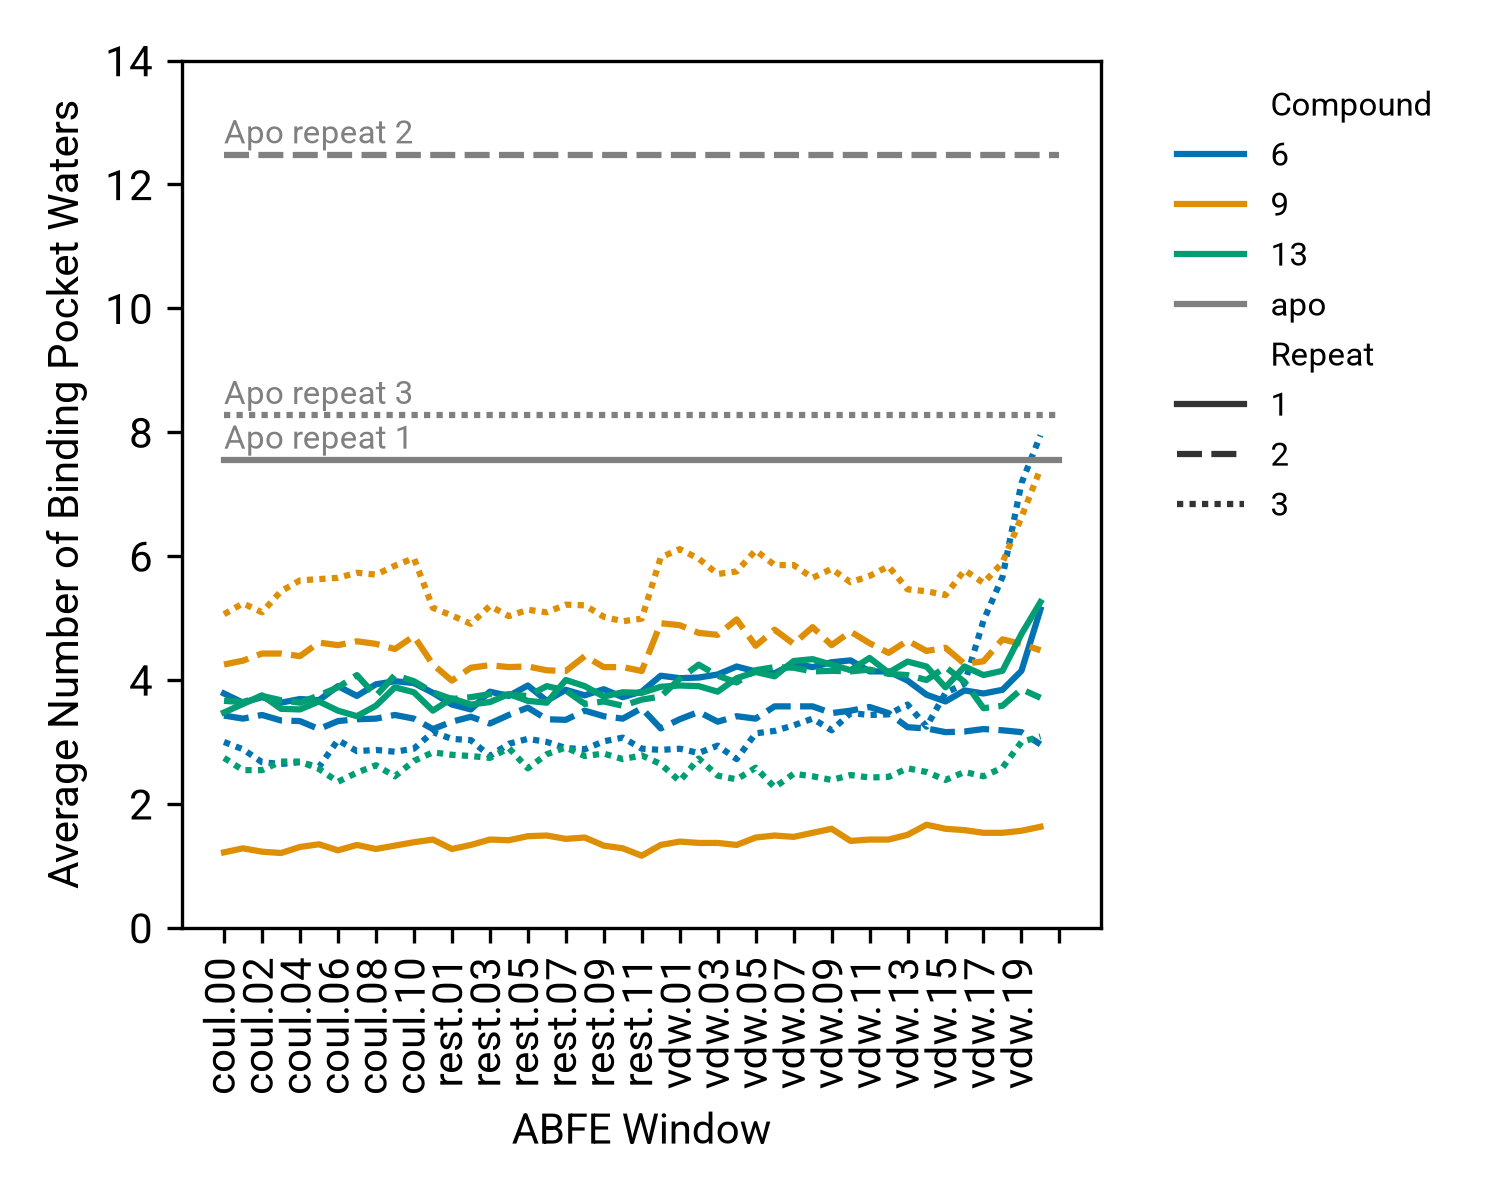 Average Number of Binding Pocket Waters
14
12
10
8
6
4
2
0
Apo repeat 2
Apo repeat 3
Apo repeat 1
coul.00
coul.02
coul.04
coul.06
coul.08
coul.10
rest.01
rest.03
rest.05
rest.07
rest.09
rest.11
vdw.01
vdw.03
vdw.05
vdw.07
vdw.09
vdw.11
vdw.13
vdw.15
vdw.17
vdw.19
ABFE Window
Compound
6
9
13
apo
Repeat
1
2
3